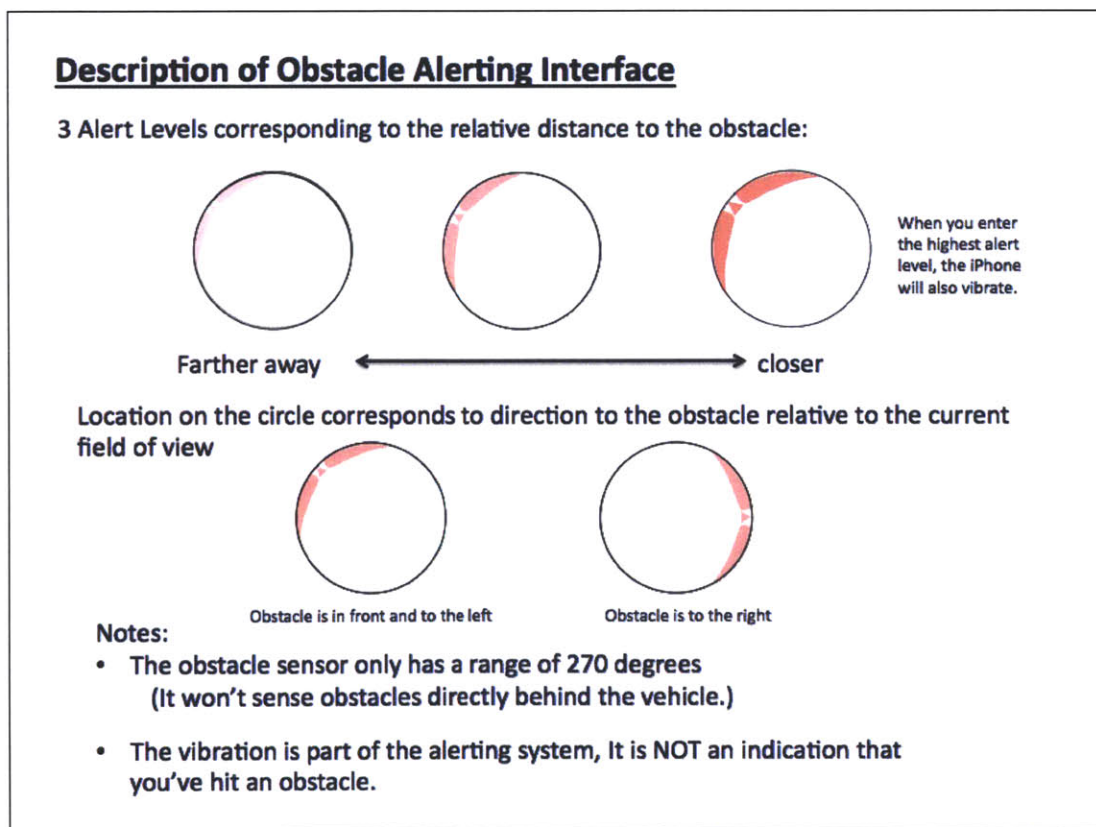 Description of Obstacle Alerting Interface
3 Alert Levels corresponding to the relative distance to the obstacle:
When you enter
the highest alert
level, the iPhone
will also vibrate.
Farther away
closer
Location on the circle corresponds to direction to the obstacle relative to the current
field of view
Obstacle is in front and to the left
Obstacle is to the right
Notes:
• The obstacle sensor only has a range of 270 degrees
(It won't sense obstacles directly behind the vehicle.)
• The vibration is part of the alerting system, It is NOT an indication that
you've hit an obstacle.